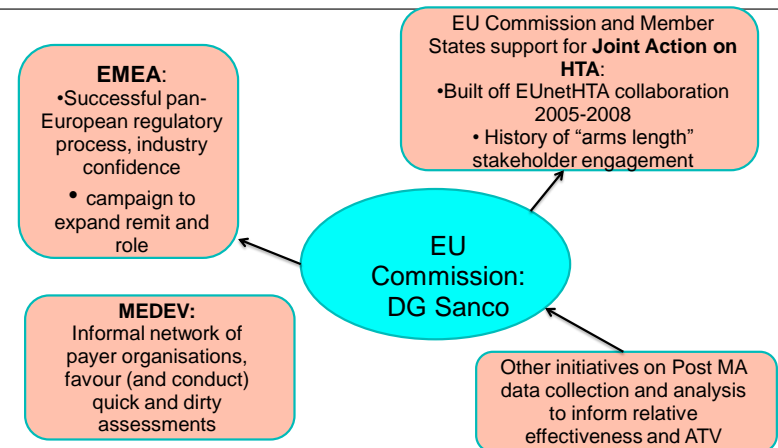 EU Commission and Member
States support for Joint Action on
HTA:
•Built off EUnetHTA collaboration
2005-2008
• History of “arms length”
stakeholder engagement
EMEA:
•Successful pan-
European regulatory
process, industry
confidence
• campaign to
expand remit and
role
EU
Commission:
DG Sanco
MEDEV:
Informal network of
payer organisations,
favour (and conduct)
quick and dirty
assessments
Other initiatives on Post MA
data collection and analysis
to inform relative
effectiveness and ATV